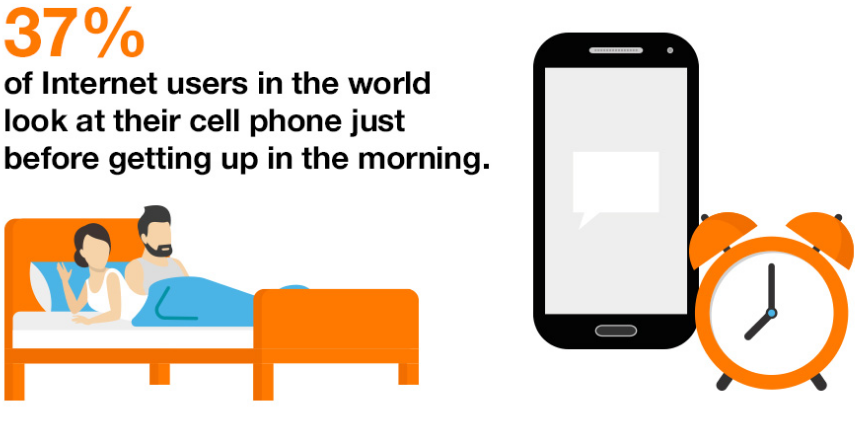 37%
of Internet users in the world
look at their cell phone just
before getting up in the morning.